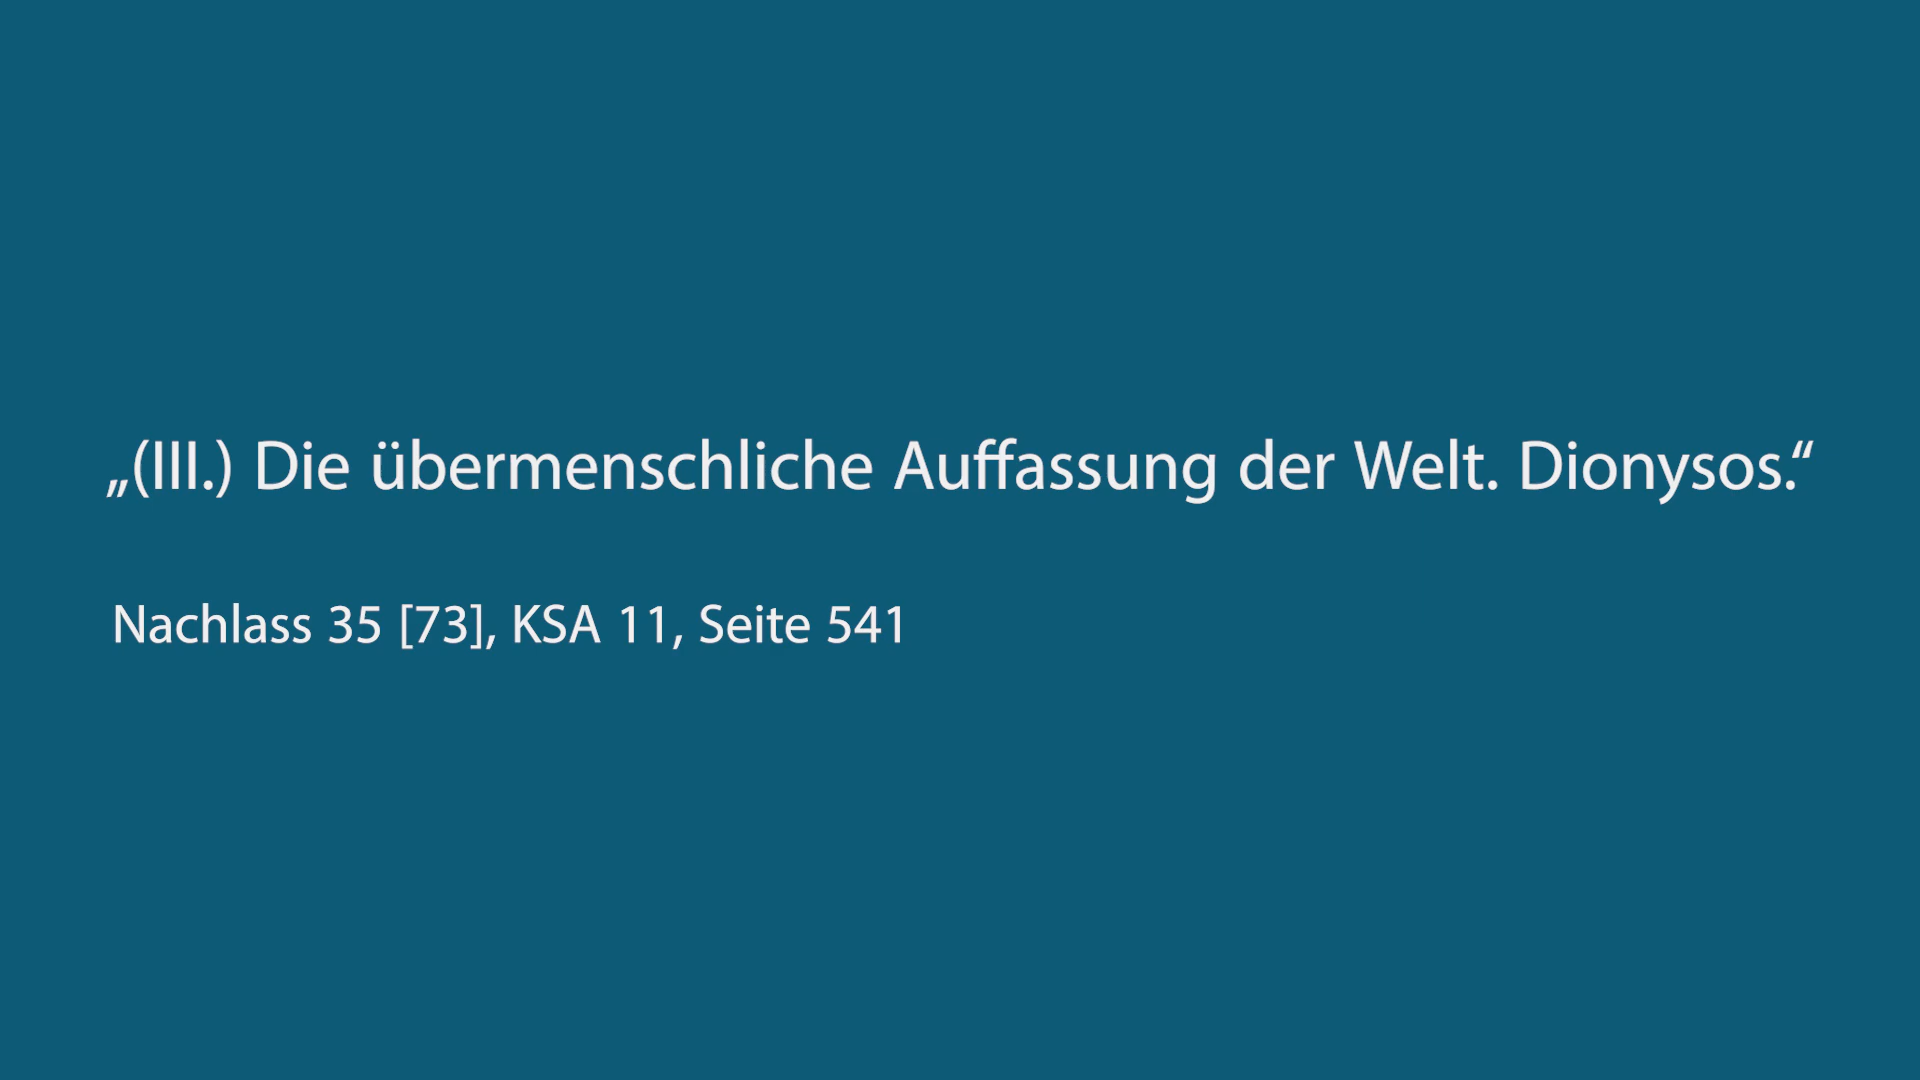 „(III.) Die übermenschliche Auffassung der Welt. Dionysos.“
Nachlass 35 [73], KSA 11, Seite 541